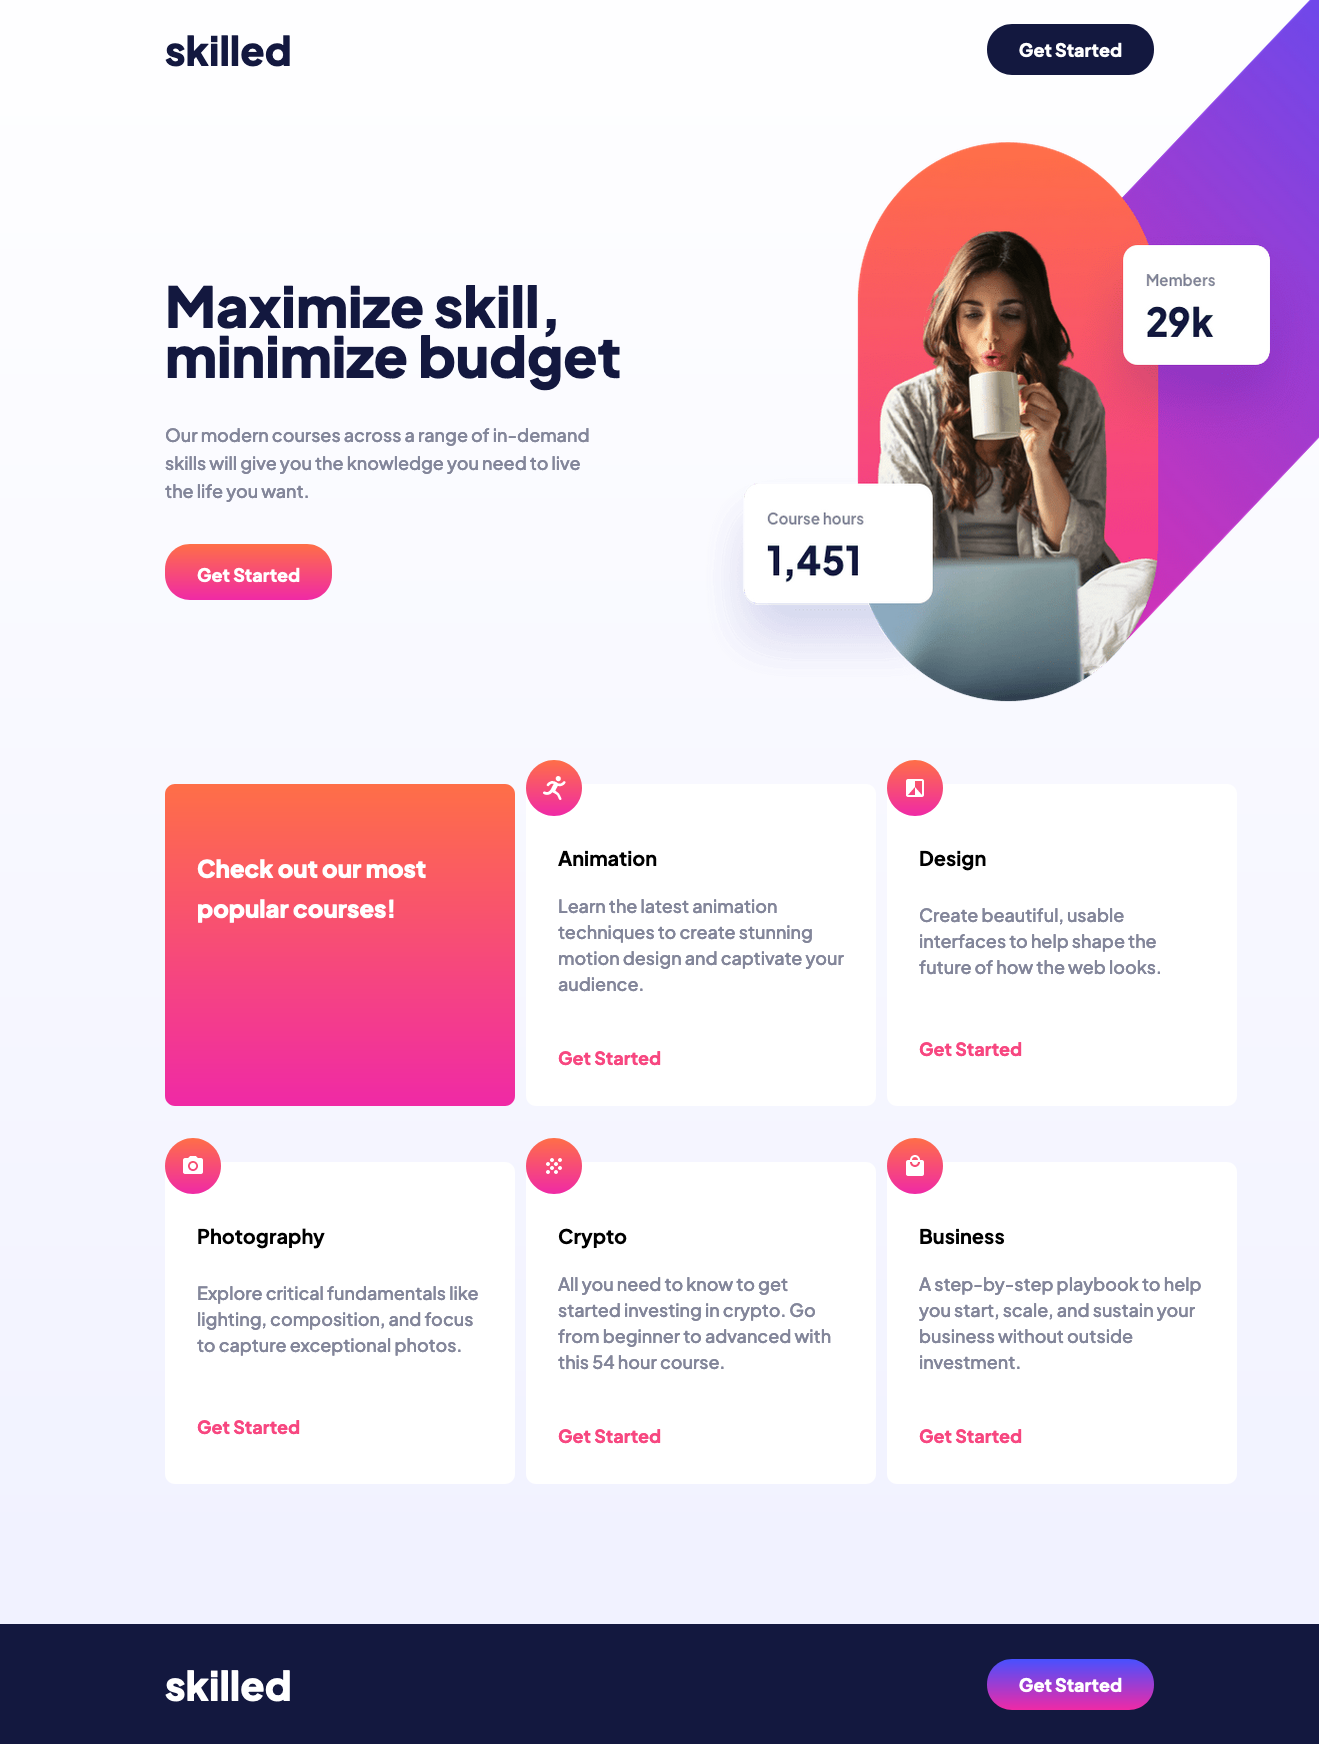 skilled
Get Started
Maximize skill,
minimize budget
Our modern courses across a range of in-demand
skills will give you the knowledge you need to live
the life you want.
Get Started
Members
29k
Course hours
1,451
Check out our most
popular courses!
Animation
Learn the latest animation
techniques to create stunning
motion design and captivate your
audience.
Get Started
Design
Create beautiful, usable
interfaces to help shape the
future of how the web looks.
Get Started
Photography
Explore critical fundamentals like
lighting, composition, and focus
to capture exceptional photos.
Get Started
Crypto
All you need to know to get
started investing in crypto. Go
from beginner to advanced with
this 54 hour course.
Get Started
Business
A step-by-step playbook to help
you start, scale, and sustain your
business without outside
investment.
Get Started
skilled
Get Started